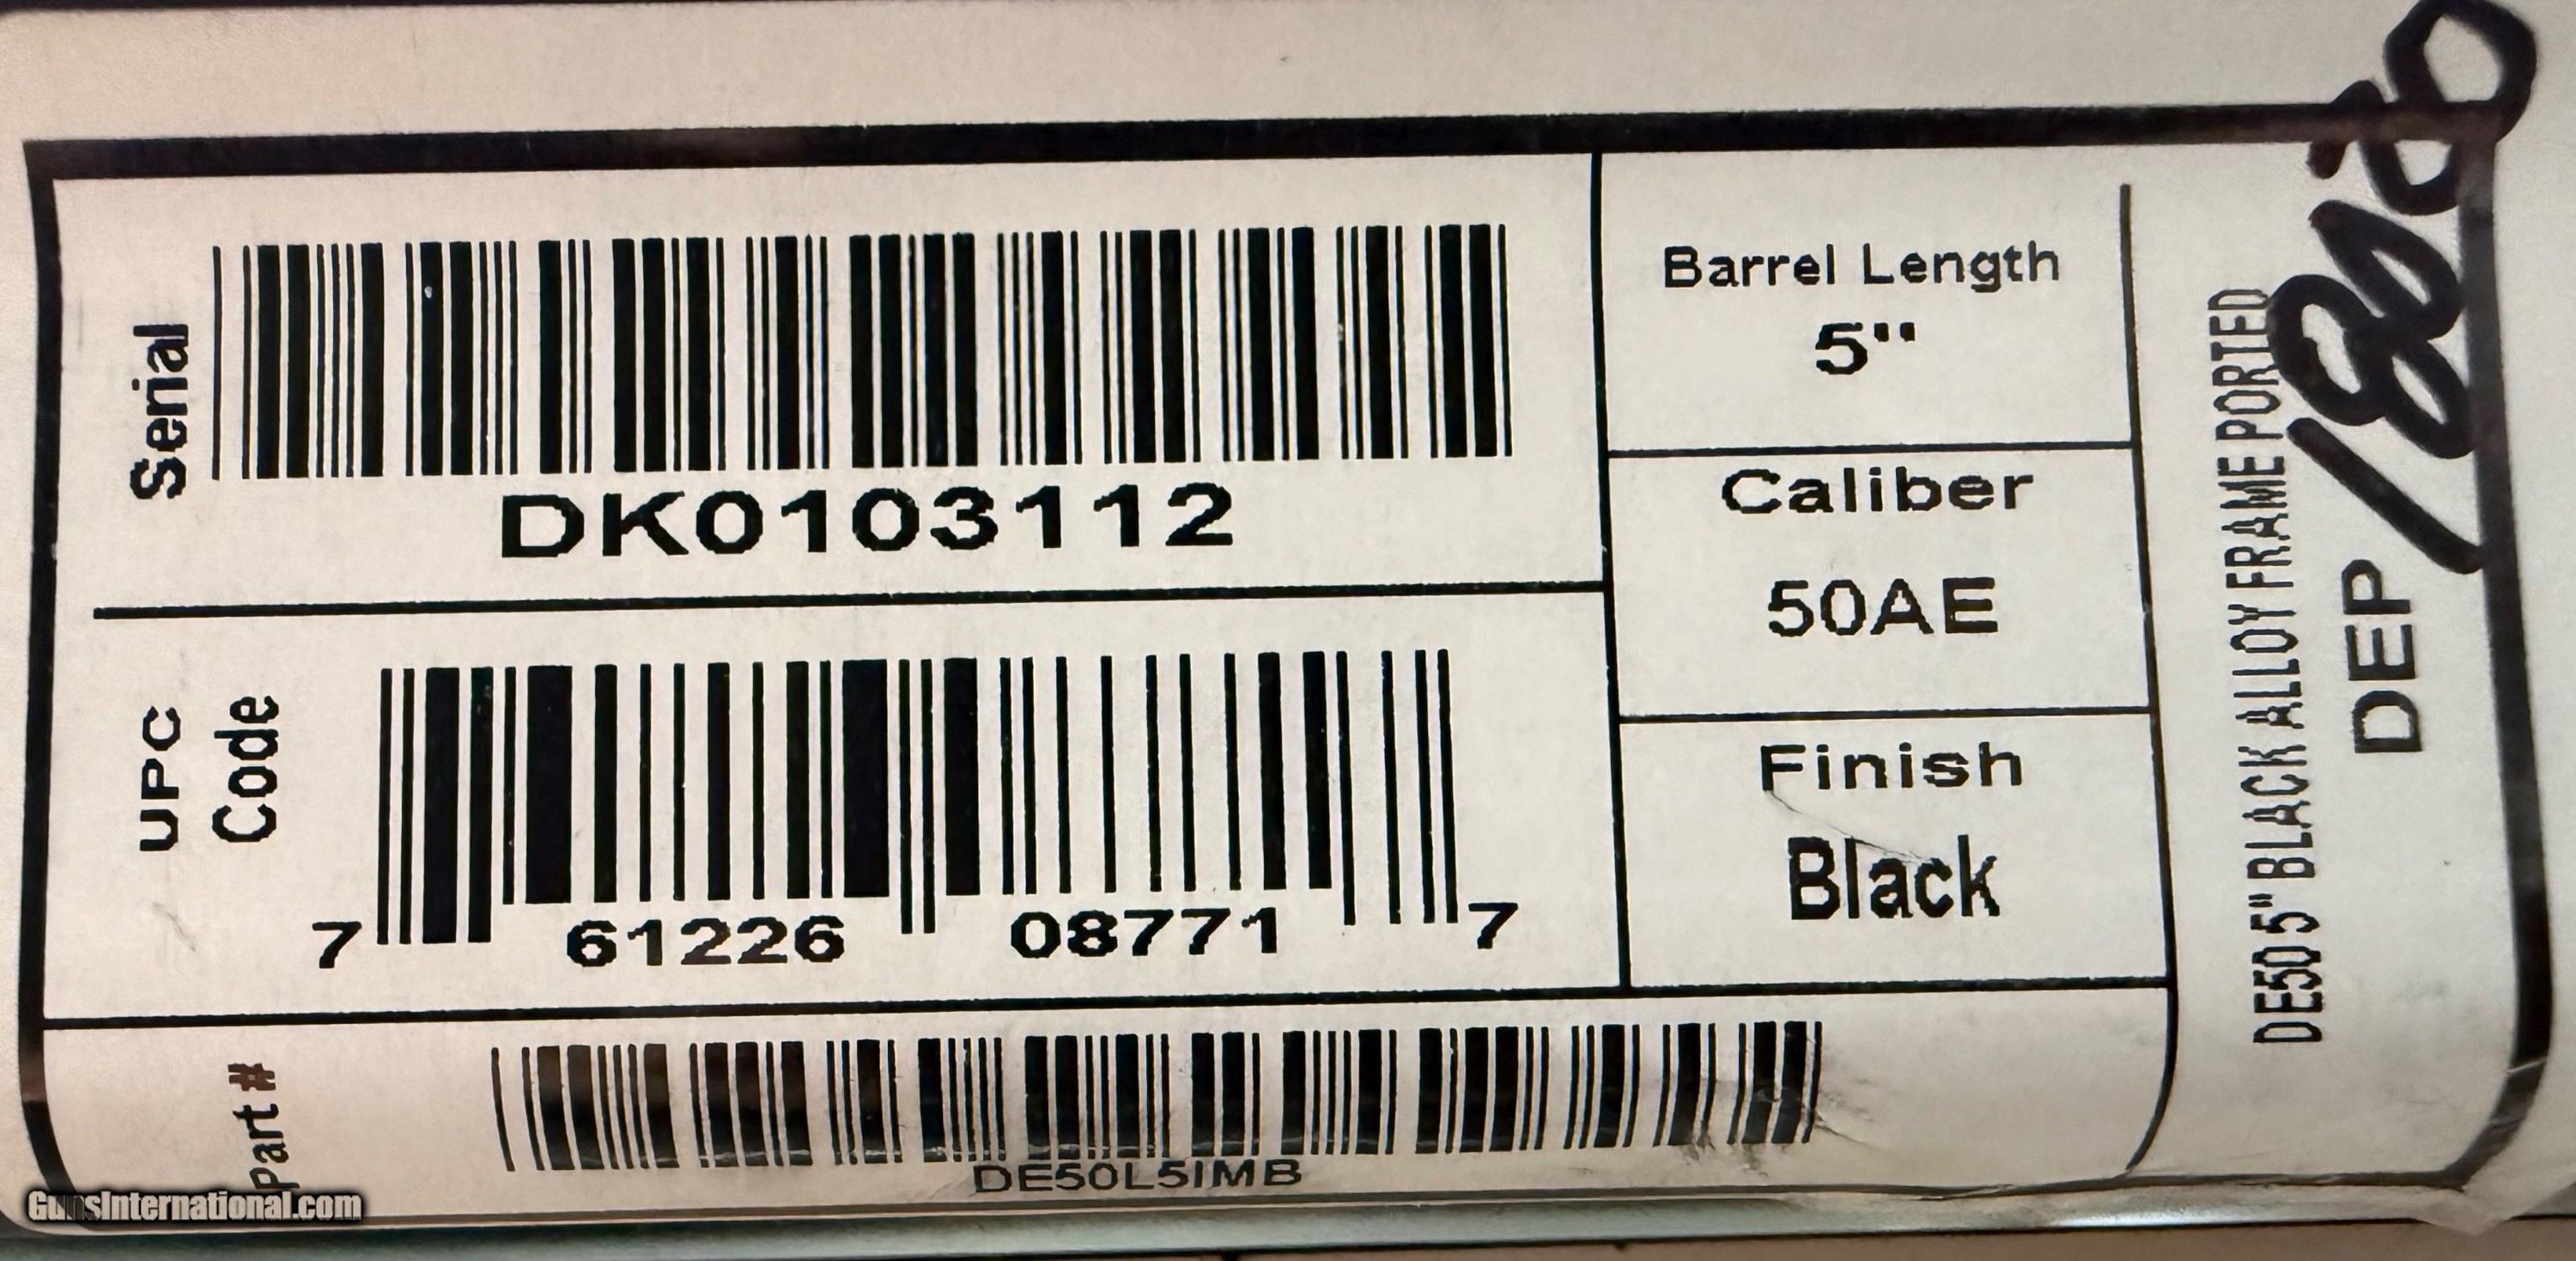 Serial
DK0103112
Barrel Length
5"
Caliber
50AE
Finish
Black
UPC
Code
7 61226 08771 7
Part #
DE50L5IMB
DE50 5" BLACK ALLOY FRAME PORTED
DEP
GunsInternational.com